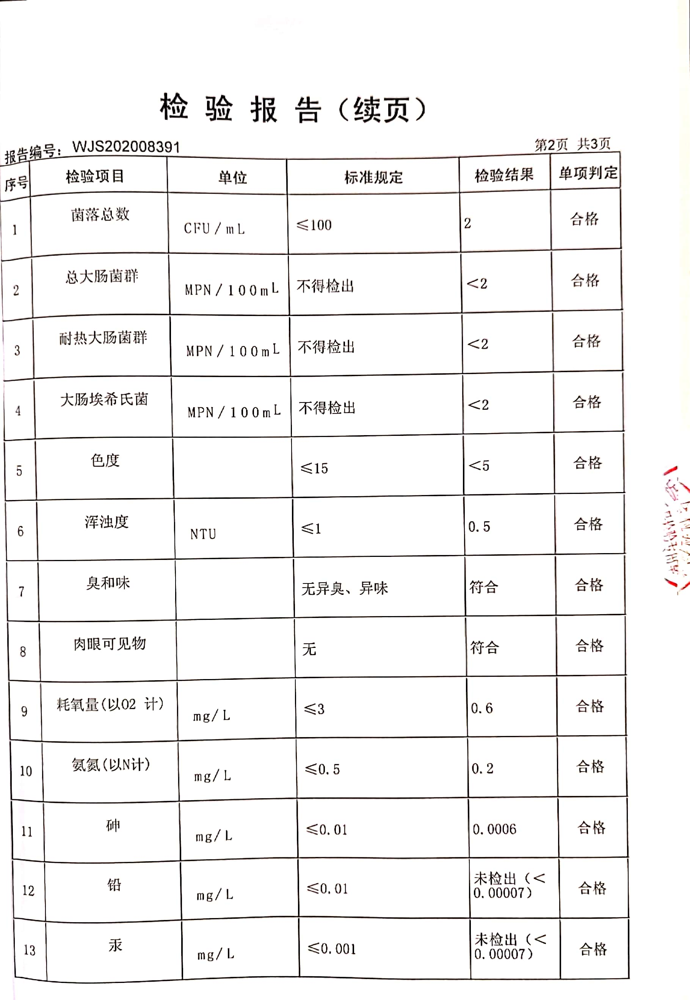 检 验 报 告（续页）
报告编号： WJS202008391 第2页 共3页
序号 检验项目 单位 标准规定 检验结果 单项判定
1 菌落总数 CFU/mL ≤100 2 合格
2 总大肠菌群 MPN/100mL 不得检出 <2 合格
3 耐热大肠菌群 MPN/100mL 不得检出 <2 合格
4 大肠埃希氏菌 MPN/100mL 不得检出 <2 合格
5 色度 ≤15 <5 合格
6 浑浊度 NTU ≤1 0.5 合格
7 臭和味 无异臭、异味 符合 合格
8 肉眼可见物 无 符合 合格
9 耗氧量(以O2 计) mg/L ≤3 0.6 合格
10 氨氮(以N计) mg/L ≤0.5 0.2 合格
11 砷 mg/L ≤0.01 0.0006 合格
12 铅 mg/L ≤0.01 未检出（<
0.00007） 合格
13 汞 mg/L ≤0.001 未检出（<
0.00007） 合格